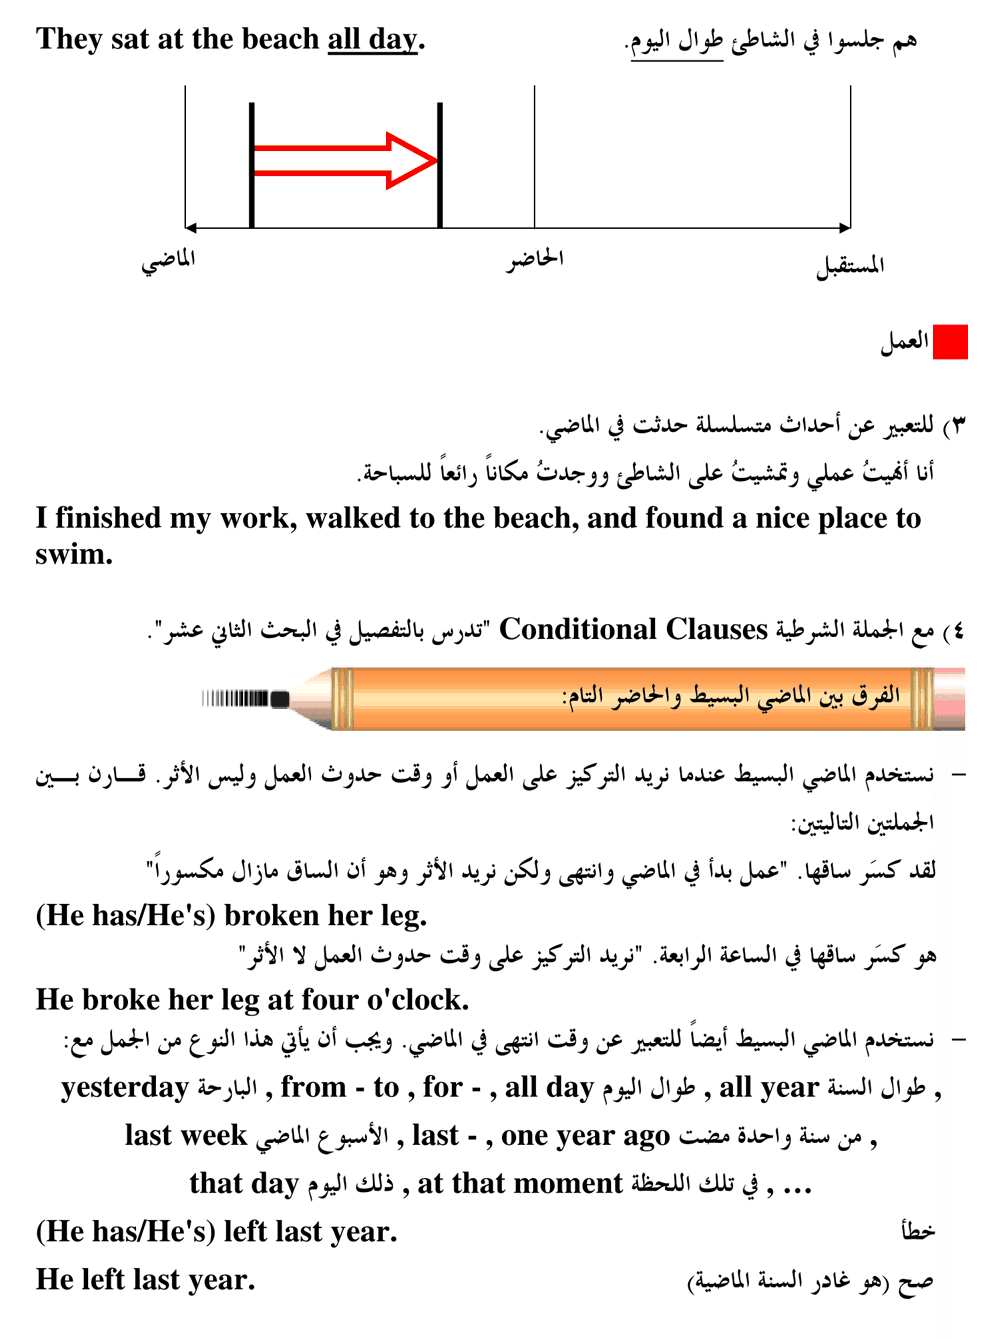 They sat at the beach all day. هم جلسوا في الشاطئ طوال اليوم.
الماضي الحاضر المستقبل
العمل
٣) للتعبير عن أحداث متسلسلة حدثت في الماضي.
أنا أنهيتُ عملي وتمشيتُ على الشاطئ ووجدتُ مكاناً رائعاً للسباحة.
I finished my work, walked to the beach, and found a nice place to
swim.
٤) مع الجملة الشرطية Conditional Clauses "تدرس بالتفصيل في البحث الثاني عشر".
الفرق بين الماضي البسيط والحاضر التام:
– نستخدم الماضي البسيط عندما نريد التركيز على العمل أو وقت حدوث العمل وليس الأثر. قـــارن بـــين
الجملتين التاليتين:
لقد كسَر ساقها. "عمل بدأ في الماضي وانتهى ولكن نريد الأثر وهو أن الساق مازال مكسوراً"
(He has/He's) broken her leg.
هو كسَر ساقها في الساعة الرابعة. "نريد التركيز على وقت حدوث العمل لا الأثر"
He broke her leg at four o'clock.
– نستخدم الماضي البسيط أيضاً للتعبير عن وقت انتهى في الماضي. ويجب أن يأتي هذا النوع من الجمل مع:
yesterday البارحة , from - to , for - , all day طوال اليوم , all year طوال السنة ,
last week الأسبوع الماضي , last - , one year ago من سنة واحدة مضت ,
that day ذلك اليوم , at that moment في تلك اللحظة , ...
(He has/He's) left last year. خطأ
He left last year. صح (هو غادر السنة الماضية)